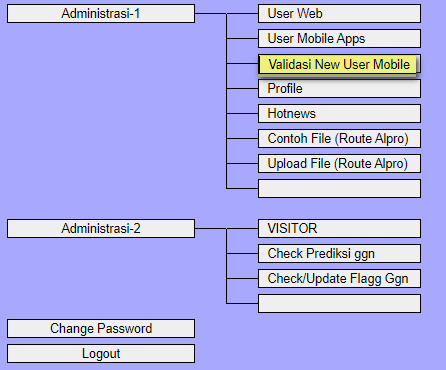 Administrasi-1
User Web
User Mobile Apps
Validasi New User Mobile
Profile
Hotnews
Contoh File (Route Alpro)
Upload File (Route Alpro)
Administrasi-2
VISITOR
Check Prediksi ggn
Check/Update Flagg Ggn
Change Password
Logout